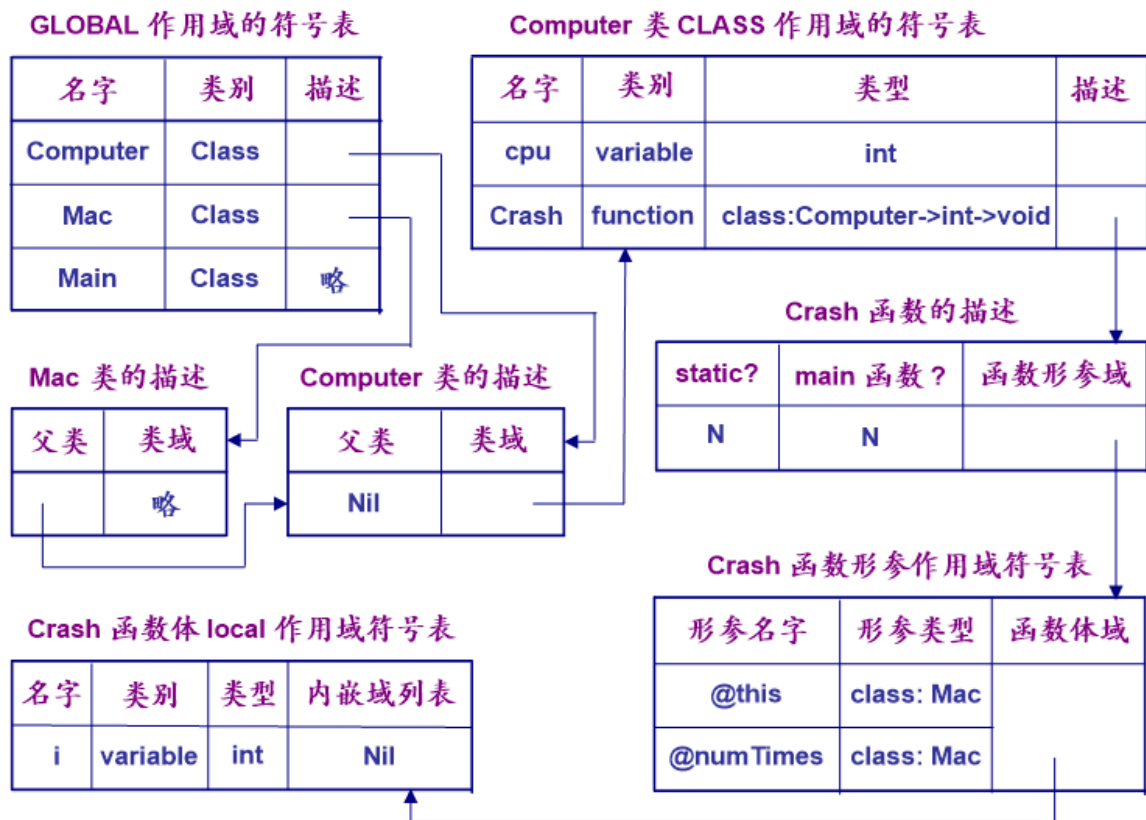 GLOBAL 作用域的符号表
名字 类别 描述
Computer Class
Mac Class
Main Class 略
Computer 类 CLASS 作用域的符号表
名字 类别 类型 描述
cpu variable int
Crash function class:Computer->int->void
Mac 类的描述
父类 类域
略
Computer 类的描述
父类 类域
Nil
Crash 函数的描述
static? main 函数? 函数形参域
N N
Crash 函数形参作用域符号表
形参名字 形参类型 函数体域
@this class: Mac
@numTimes class: Mac
Crash 函数体 local 作用域符号表
名字 类别 类型 内嵌域列表
i variable int Nil